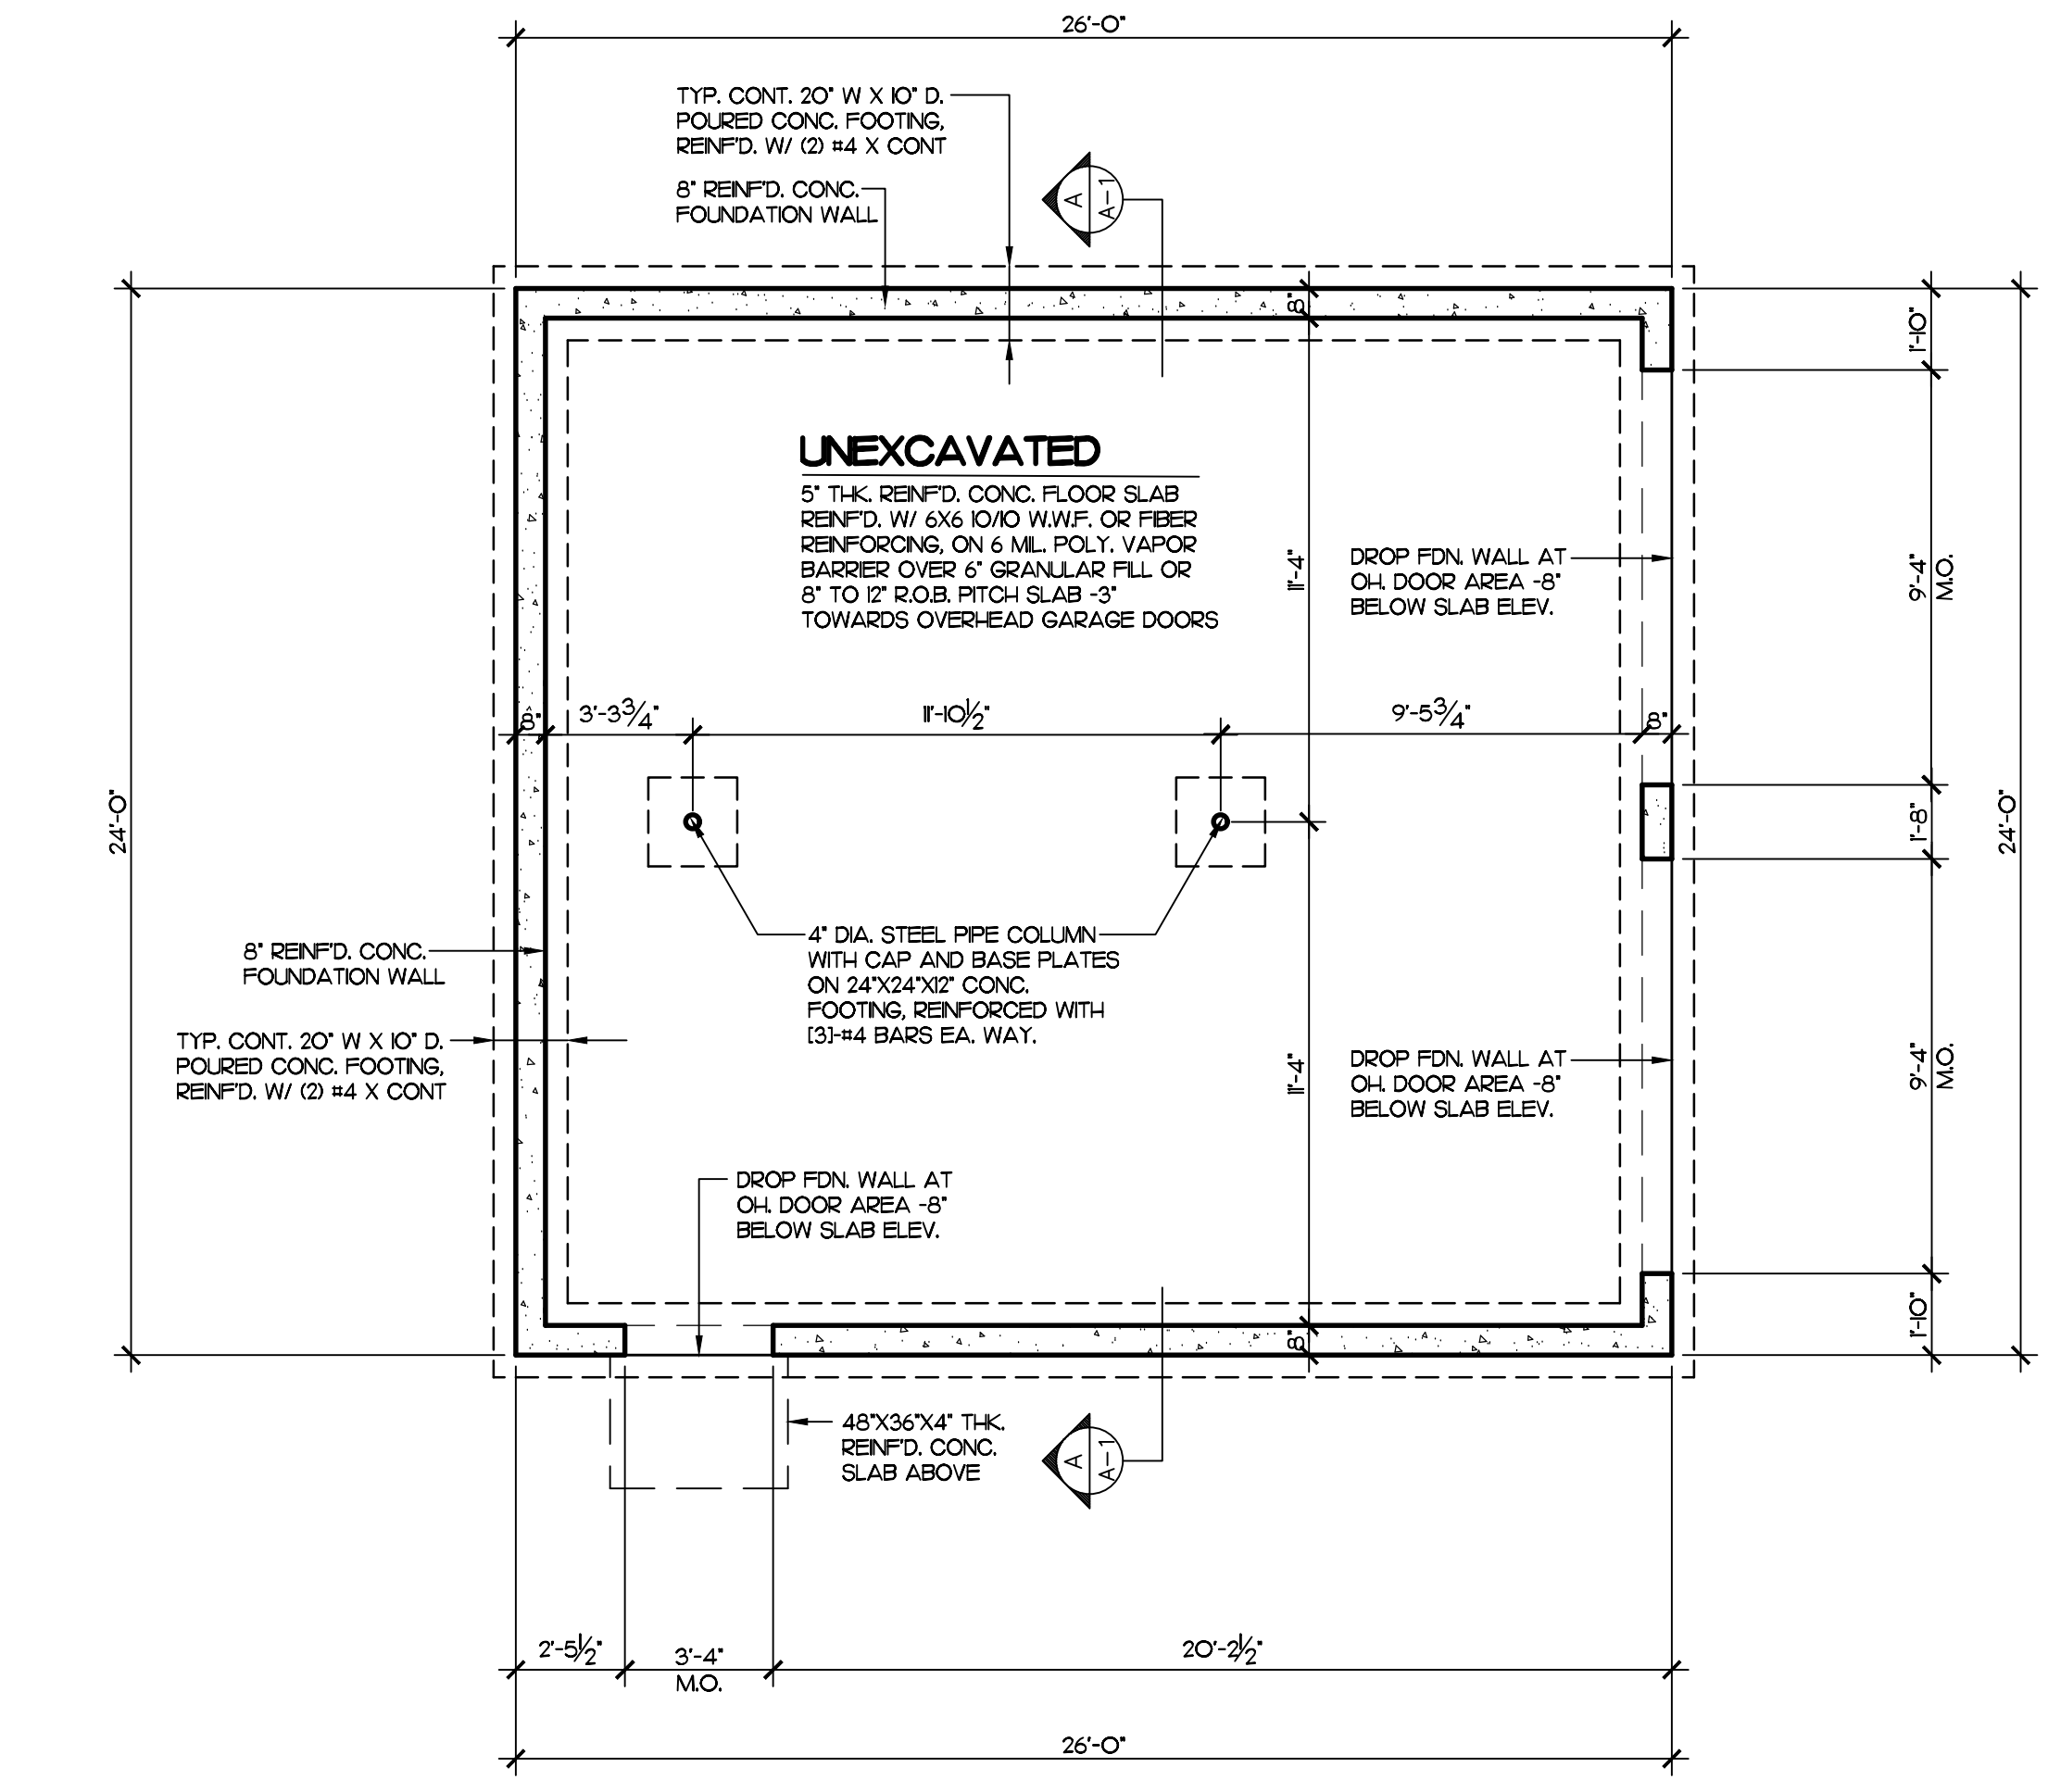 26'-0"
TYP. CONT. 20" W X 10" D.
POURED CONC. FOOTING,
REINF'D. W/ (2) #4 X CONT
8" REINF'D. CONC.
FOUNDATION WALL
A
A-1
8"
1'-10"
UNEXCAVATED
5" THK. REINF'D. CONC. FLOOR SLAB
REINF'D. W/ 6X6 10/10 W.W.F. OR FIBER
REINFORCING, ON 6 MIL. POLY. VAPOR
BARRIER OVER 6" GRANULAR FILL OR
8" TO 12" R.O.B. PITCH SLAB -3"
TOWARDS OVERHEAD GARAGE DOORS
11'-4"
DROP FDN. WALL AT
OH. DOOR AREA -8"
BELOW SLAB ELEV.
9'-4"
M.O.
8"
3'-3 3/4"
11'-10 1/2"
9'-5 3/4"
8"
24'-0"
1'-8"
24'-0"
8" REINF'D. CONC.
FOUNDATION WALL
4" DIA. STEEL PIPE COLUMN
WITH CAP AND BASE PLATES
ON 24"X24"X12" CONC.
FOOTING, REINFORCED WITH
[3]-#4 BARS EA. WAY.
TYP. CONT. 20" W X 10" D.
POURED CONC. FOOTING,
REINF'D. W/ (2) #4 X CONT
11'-4"
DROP FDN. WALL AT
OH. DOOR AREA -8"
BELOW SLAB ELEV.
9'-4"
M.O.
DROP FDN. WALL AT
OH. DOOR AREA -8"
BELOW SLAB ELEV.
8"
1'-10"
48"X36"X4" THK.
REINF'D. CONC.
SLAB ABOVE
A
A-1
2'-5 1/2"
3'-4"
M.O.
20'-2 1/2"
26'-0"